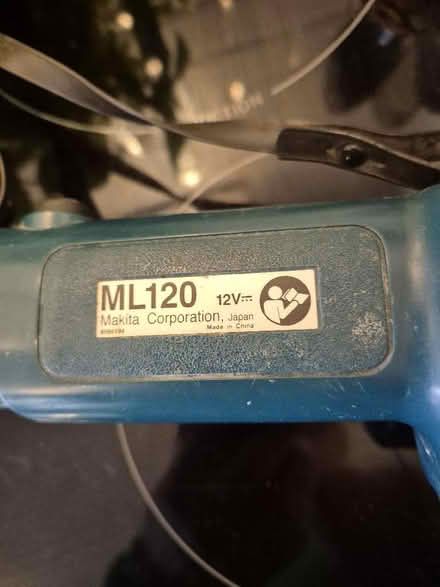 ML120 12V⎓
Makita Corporation, Japan
Made in China